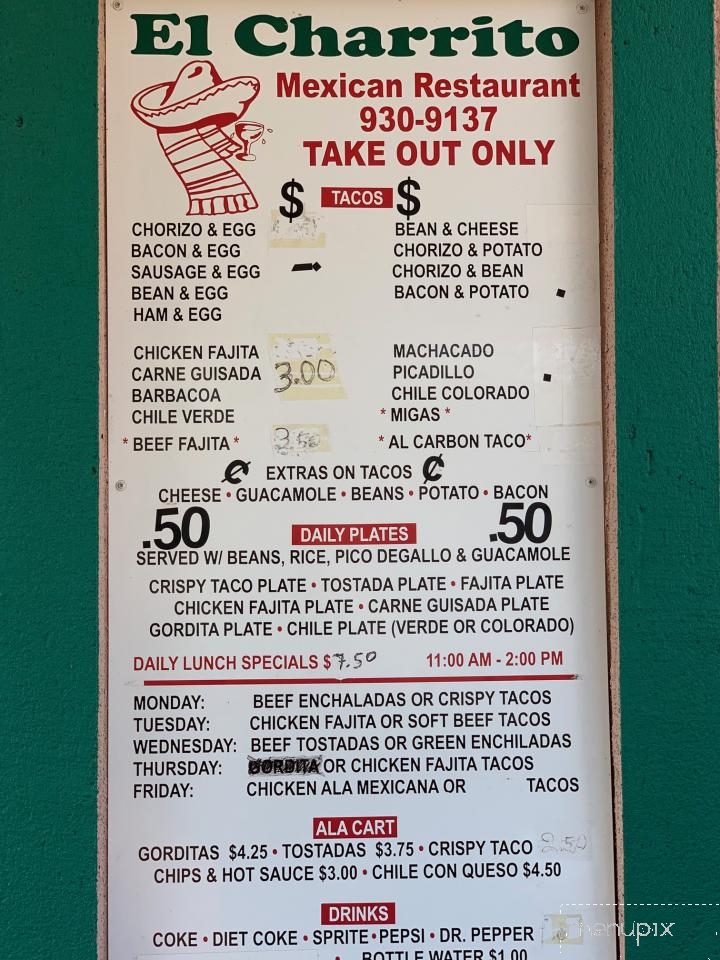 El Charrito
Mexican Restaurant
930-9137
TAKE OUT ONLY
$ TACOS $
CHORIZO & EGG
BACON & EGG
SAUSAGE & EGG
BEAN & EGG
HAM & EGG
BEAN & CHEESE
CHORIZO & POTATO
CHORIZO & BEAN
BACON & POTATO
CHICKEN FAJITA
CARNE GUISADA 3.00
BARBACOA
CHILE VERDE
* BEEF FAJITA * 3.50
MACHACADO
PICADILLO
CHILE COLORADO
* MIGAS *
* AL CARBON TACO*
¢ EXTRAS ON TACOS ¢
CHEESE • GUACAMOLE • BEANS • POTATO • BACON
.50 DAILY PLATES .50
SERVED W/ BEANS, RICE, PICO DEGALLO & GUACAMOLE
CRISPY TACO PLATE • TOSTADA PLATE • FAJITA PLATE
CHICKEN FAJITA PLATE • CARNE GUISADA PLATE
GORDITA PLATE • CHILE PLATE (VERDE OR COLORADO)
DAILY LUNCH SPECIALS $7.50 11:00 AM - 2:00 PM
MONDAY: BEEF ENCHALADAS OR CRISPY TACOS
TUESDAY: CHICKEN FAJITA OR SOFT BEEF TACOS
WEDNESDAY: BEEF TOSTADAS OR GREEN ENCHILADAS
THURSDAY: GORDITA OR CHICKEN FAJITA TACOS
FRIDAY: CHICKEN ALA MEXICANA OR TACOS
ALA CART
GORDITAS $4.25 • TOSTADAS $3.75 • CRISPY TACO 2.50
CHIPS & HOT SAUCE $3.00 • CHILE CON QUESO $4.50
DRINKS
COKE • DIET COKE • SPRITE • PEPSI • DR. PEPPER
• BOTTLE WATER $1.00
menupix